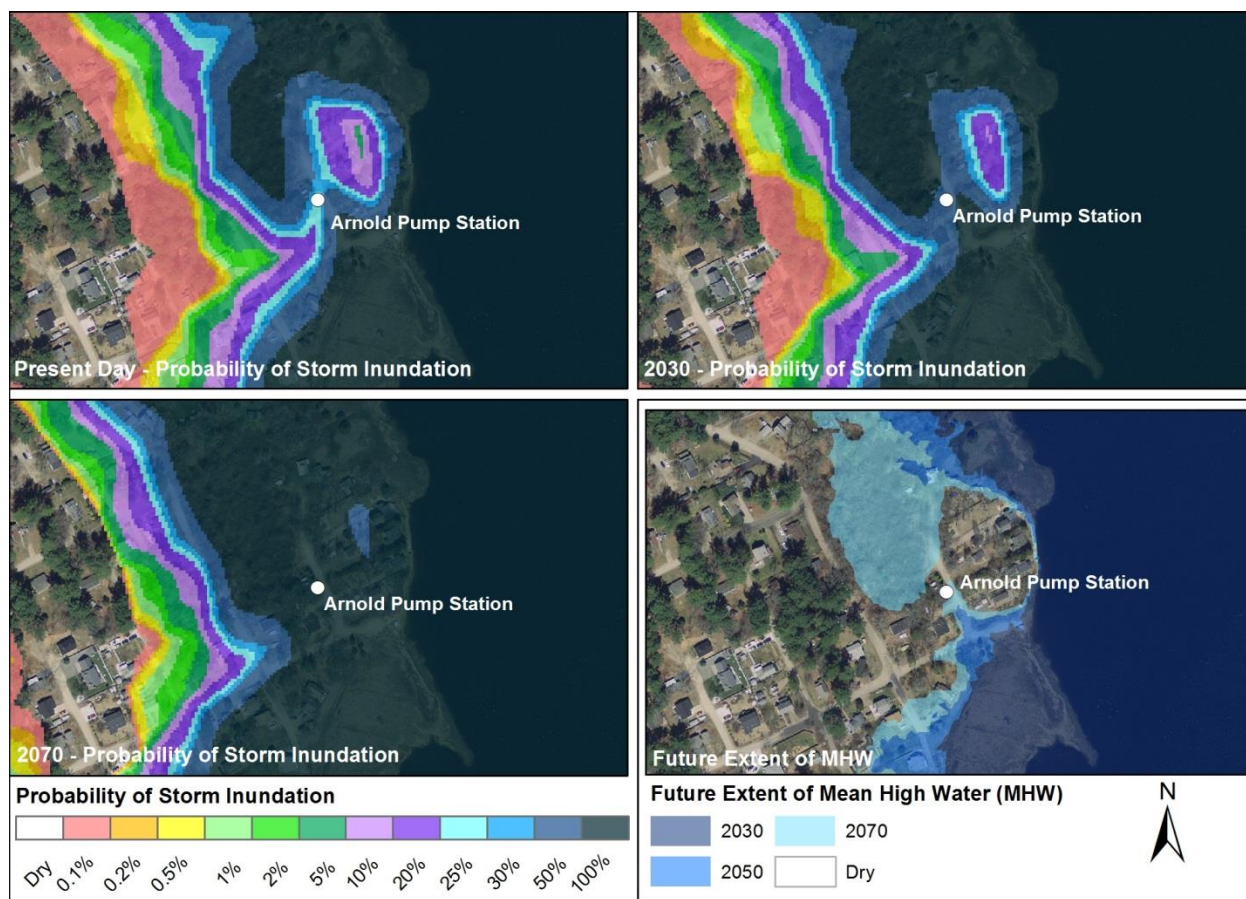 Arnold Pump Station
Present Day - Probability of Storm Inundation
Arnold Pump Station
2030 - Probability of Storm Inundation
Arnold Pump Station
2070 - Probability of Storm Inundation
Arnold Pump Station
Future Extent of MHW
Probability of Storm Inundation
Dry 0.1% 0.2% 0.5% 1% 2% 5% 10% 20% 25% 30% 50% 100%
Future Extent of Mean High Water (MHW)
2030 2070
2050 Dry
N